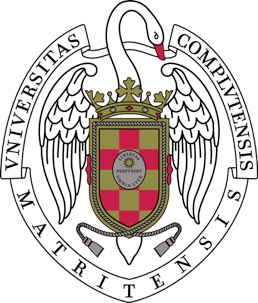 VNIVERSITAS
COMPLVTENSIS
MATRITENSIS
LIBERTAS
PERFVNDET
OMNIA LVCE